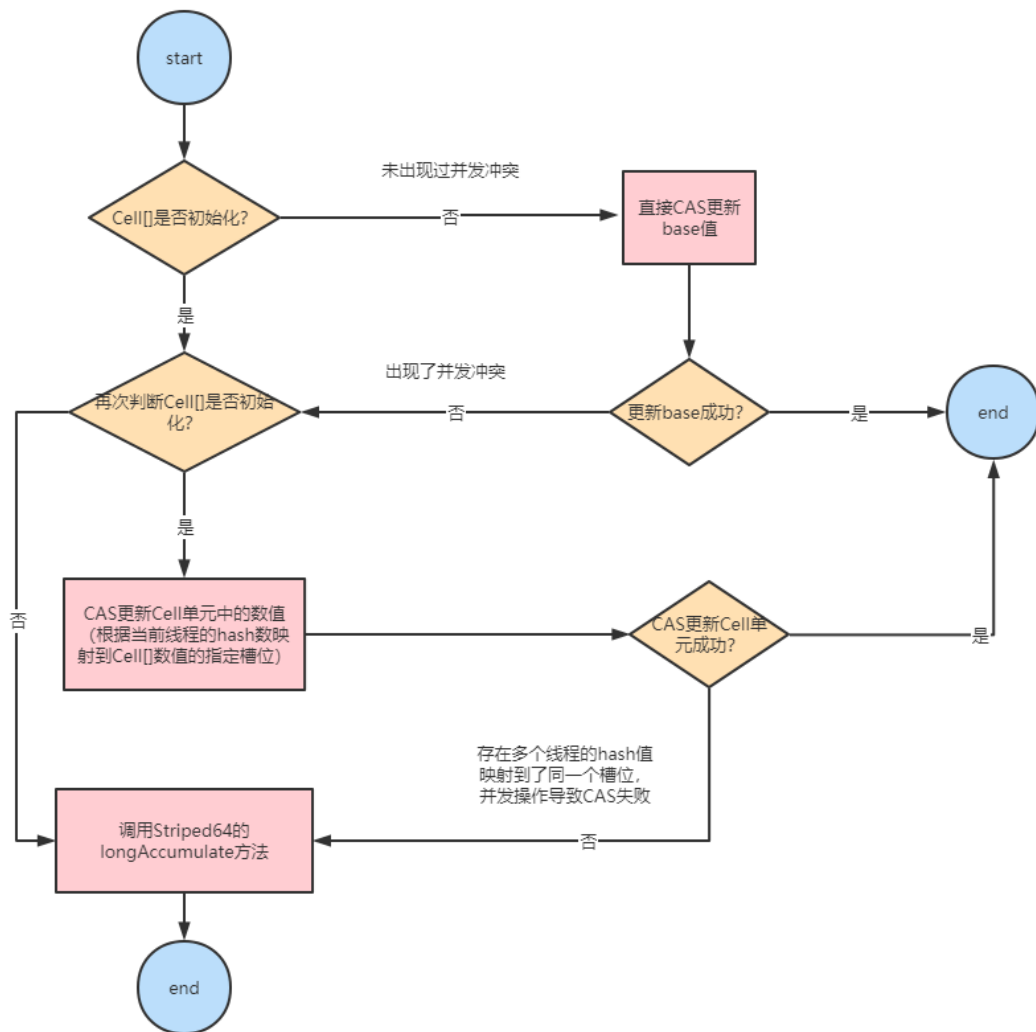 start
未出现过并发冲突
Cell[]是否初始化？
否
直接CAS更新
base值
是
出现了并发冲突
再次判断Cell[]是否初始
化？
否
更新base成功？
是
end
是
否
CAS更新Cell单元中的数值
（根据当前线程的hash数映
射到Cell[]数值的指定槽位）
CAS更新Cell单
元成功？
是
存在多个线程的hash值
映射到了同一个槽位，
并发操作导致CAS失败
否
调用Striped64的
longAccumulate方法
end